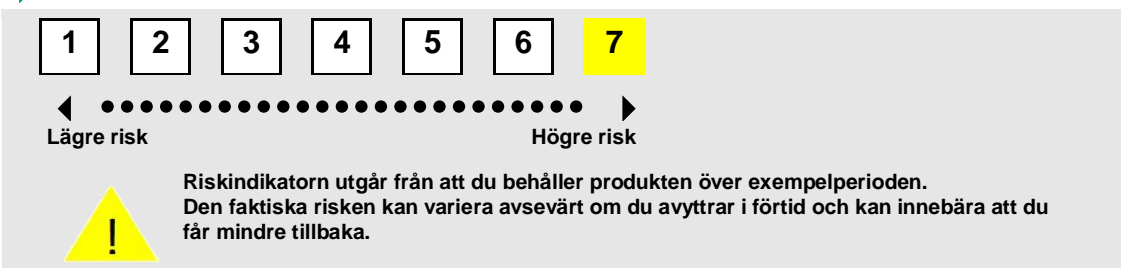 1 2 3 4 5 6 7
Lägre risk Högre risk
Riskindikatorn utgår från att du behåller produkten över exempelperioden.
Den faktiska risken kan variera avsevärt om du avyttrar i förtid och kan innebära att du
får mindre tillbaka.
!